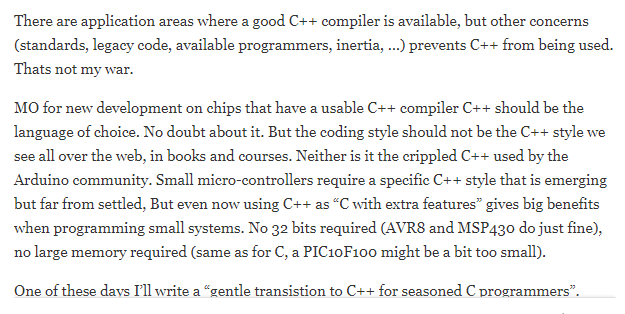 There are application areas where a good C++ compiler is available, but other concerns
(standards, legacy code, available programmers, inertia, ...) prevents C++ from being used.
Thats not my war.
MO for new development on chips that have a usable C++ compiler C++ should be the
language of choice. No doubt about it. But the coding style should not be the C++ style we
see all over the web, in books and courses. Neither is it the crippled C++ used by the
Arduino community. Small micro-controllers require a specific C++ style that is emerging
but far from settled, But even now using C++ as “C with extra features” gives big benefits
when programming small systems. No 32 bits required (AVR8 and MSP430 do just fine),
no large memory required (same as for C, a PIC10F100 might be a bit too small).
One of these days I’ll write a “gentle transistion to C++ for seasoned C programmers”.